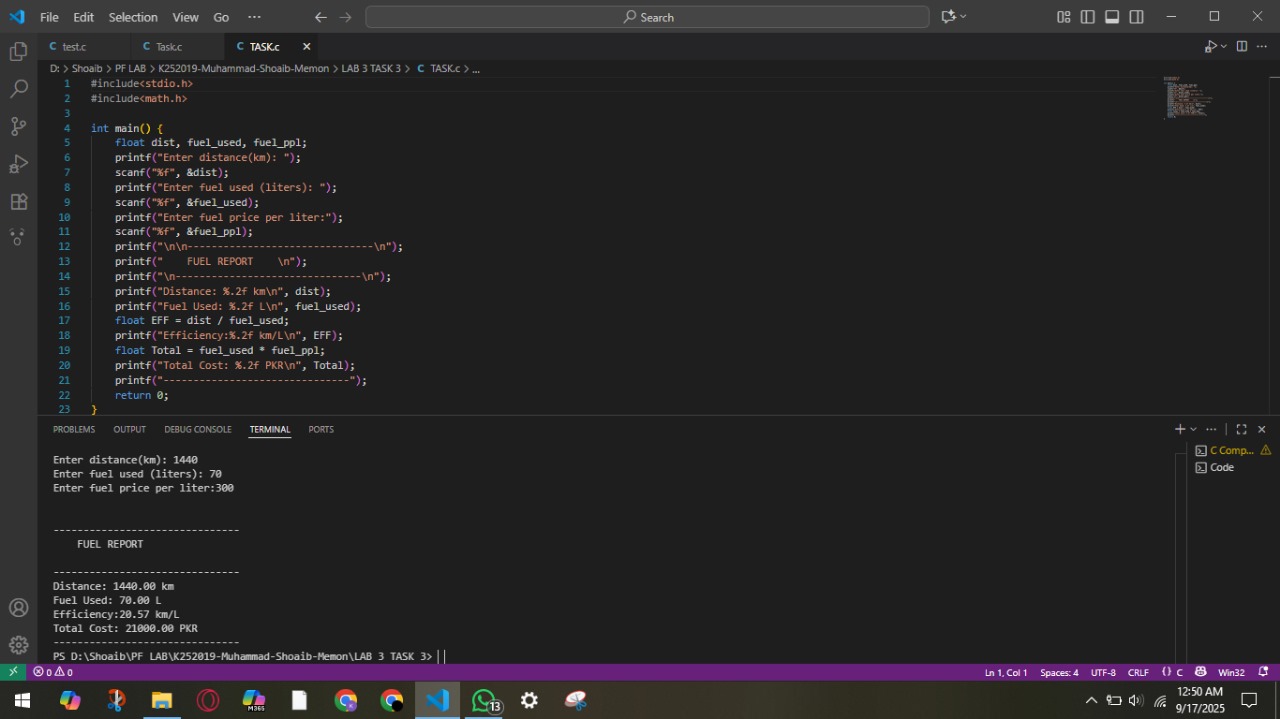 File Edit Selection View Go ··· Search
test.c Task.c TASK.c
D: > Shoaib > PF LAB > K252019-Muhammad-Shoaib-Memon > LAB 3 TASK 3 > C TASK.c > ...
1 #include<stdio.h>
2 #include<math.h>
3
4 int main() {
5     float dist, fuel_used, fuel_ppl;
6     printf("Enter distance(km): ");
7     scanf("%f", &dist);
8     printf("Enter fuel used (liters): ");
9     scanf("%f", &fuel_used);
10     printf("Enter fuel price per liter:");
11     scanf("%f", &fuel_ppl);
12     printf("\n\n-------------------------------\n");
13     printf("    FUEL REPORT    \n");
14     printf("\n-------------------------------\n");
15     printf("Distance: %.2f km\n", dist);
16     printf("Fuel Used: %.2f L\n", fuel_used);
17     float EFF = dist / fuel_used;
18     printf("Efficiency:%.2f km/L\n", EFF);
19     float Total = fuel_used * fuel_ppl;
20     printf("Total Cost: %.2f PKR\n", Total);
21     printf("-------------------------------");
22     return 0;
23 }
PROBLEMS OUTPUT DEBUG CONSOLE TERMINAL PORTS
C Comp...
Code
Enter distance(km): 1440
Enter fuel used (liters): 70
Enter fuel price per liter:300
-------------------------------
    FUEL REPORT
-------------------------------
Distance: 1440.00 km
Fuel Used: 70.00 L
Efficiency:20.57 km/L
Total Cost: 21000.00 PKR
-------------------------------
PS D:\Shoaib\PF LAB\K252019-Muhammad-Shoaib-Memon\LAB 3 TASK 3>
0 0 Ln 1, Col 1 Spaces: 4 UTF-8 CRLF {} C Win32
M365 13 12:50 AM
9/17/2025